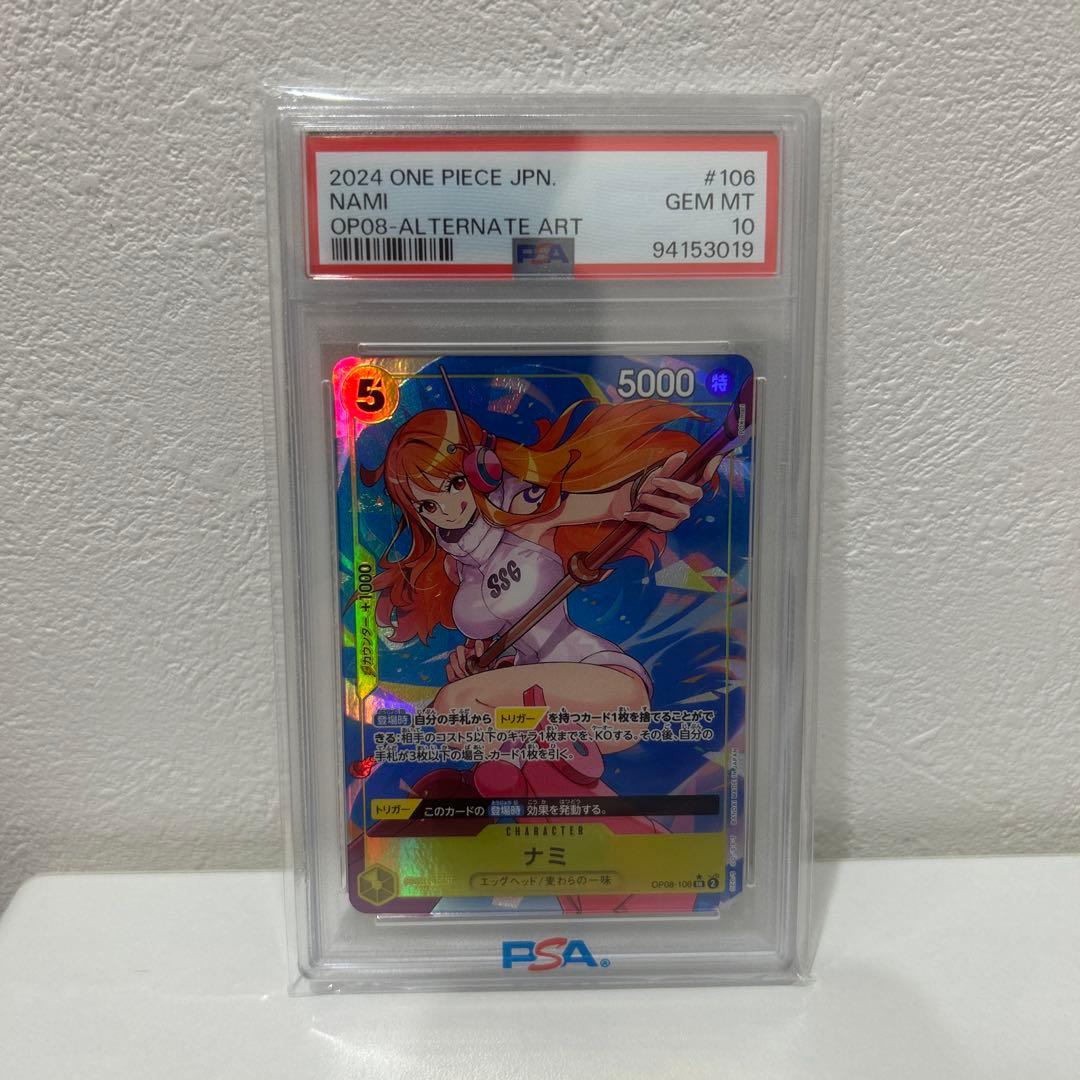 2024 ONE PIECE JPN. #106
NAMI GEM MT
OP08-ALTERNATE ART 10
PSA 94153019
5 5000 特
SSG
カウンター +1000
登場時 自分の手札から トリガー を持つカード1枚を捨てることがで
きる:相手のコスト5以下のキャラ1枚までを、KOする。その後、自分の
手札が3枚以下の場合、カード1枚を引く。
トリガー このカードの 登場時 効果を発動する。
CHARACTER
ナミ
エッグヘッド/麦わらの一味
OP08-106 SR 2
BANDAI MADE IN JAPAN
PSA®